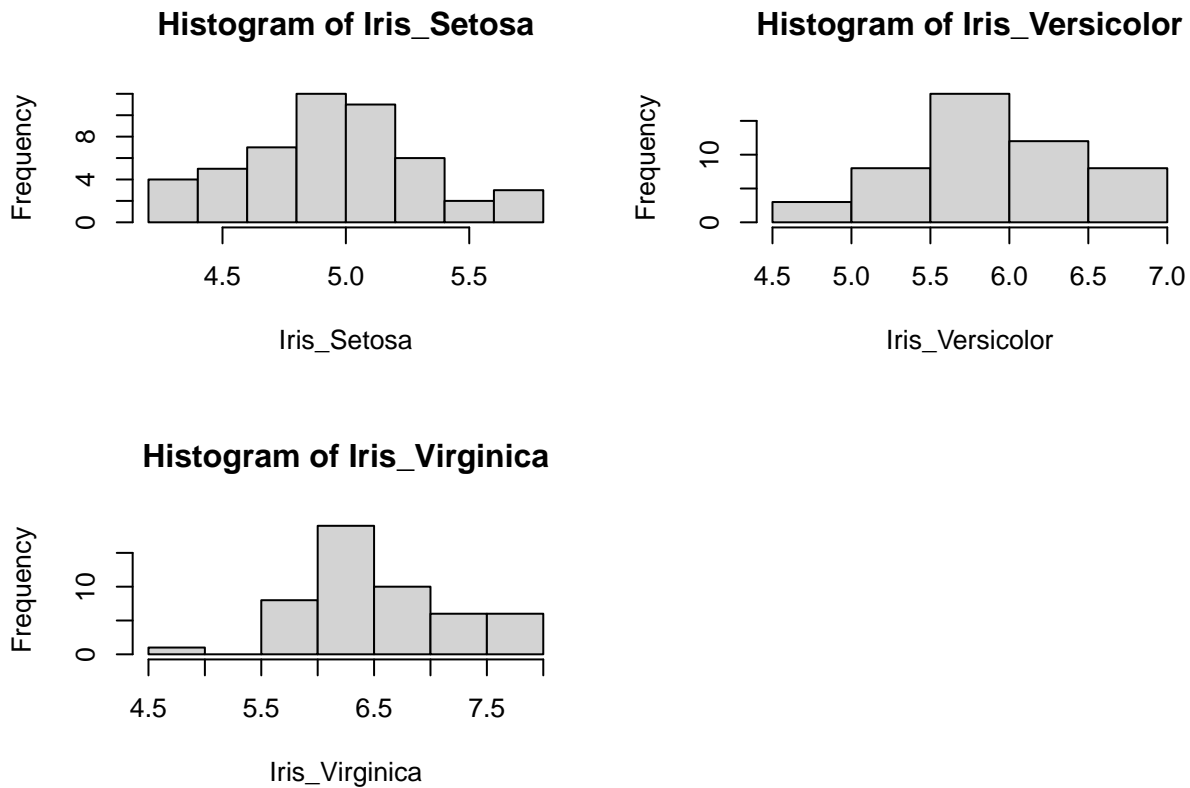 Histogram of Iris_Setosa
Frequency
0 4 8
4.5 5.0 5.5
Iris_Setosa
Histogram of Iris_Versicolor
Frequency
0 10
4.5 5.0 5.5 6.0 6.5 7.0
Iris_Versicolor
Histogram of Iris_Virginica
Frequency
0 10
4.5 5.5 6.5 7.5
Iris_Virginica